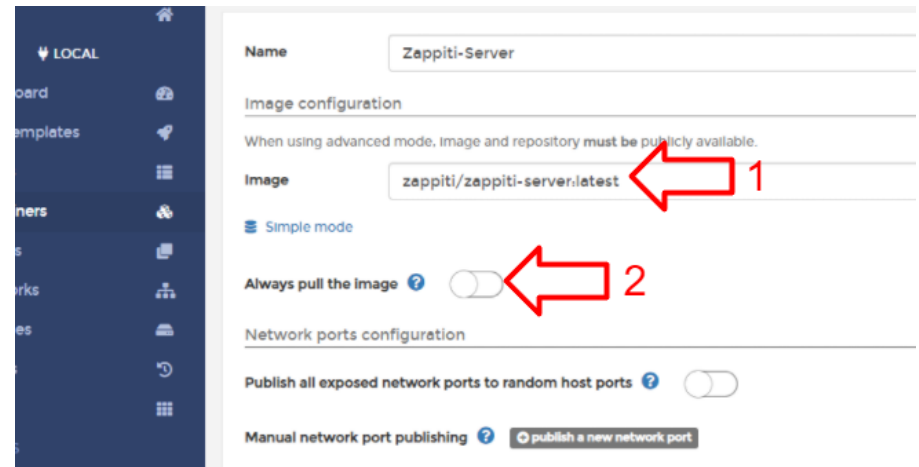 LOCAL
oard
emplates
ners
s
orks
es
s
S
Name
Zappiti-Server
Image configuration
When using advanced mode, image and repository must be publicly available.
Image
zappiti/zappiti-server:latest
1
Simple mode
Always pull the image
2
Network ports configuration
Publish all exposed network ports to random host ports
Manual network port publishing
publish a new network port